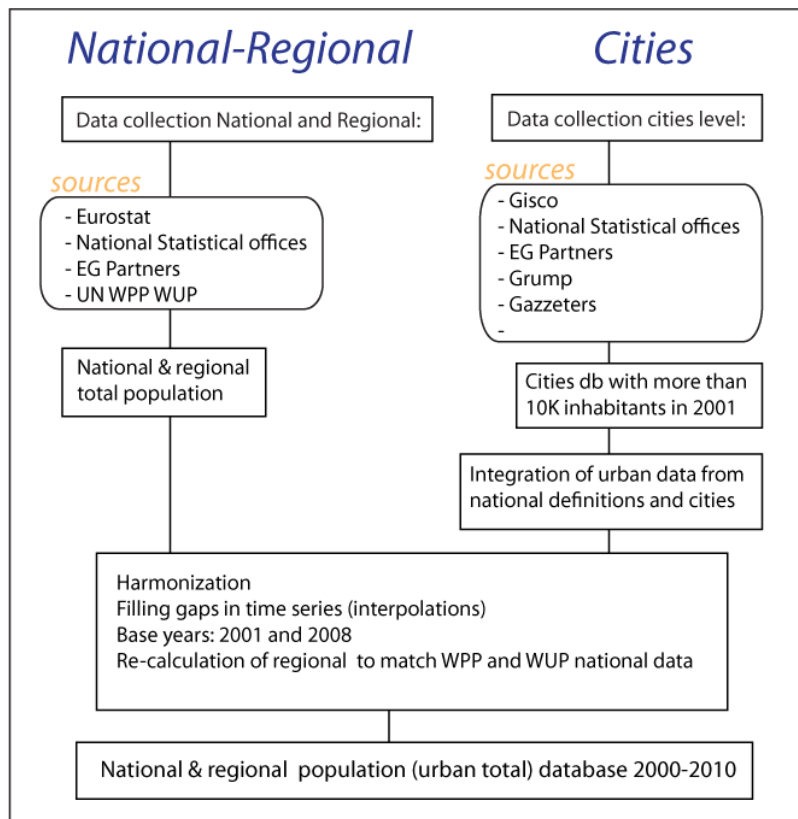 National-Regional
Data collection National and Regional:
sources
- Eurostat
- National Statistical offices
- EG Partners
- UN WPP WUP
National & regional
total population
Cities
Data collection cities level:
sources
- Gisco
- National Statistical offices
- EG Partners
- Grump
- Gazzeters
-
Cities db with more than
10K inhabitants in 2001
Integration of urban data from
national definitions and cities
Harmonization
Filling gaps in time series (interpolations)
Base years: 2001 and 2008
Re-calculation of regional to match WPP and WUP national data
National & regional population (urban total) database 2000-2010